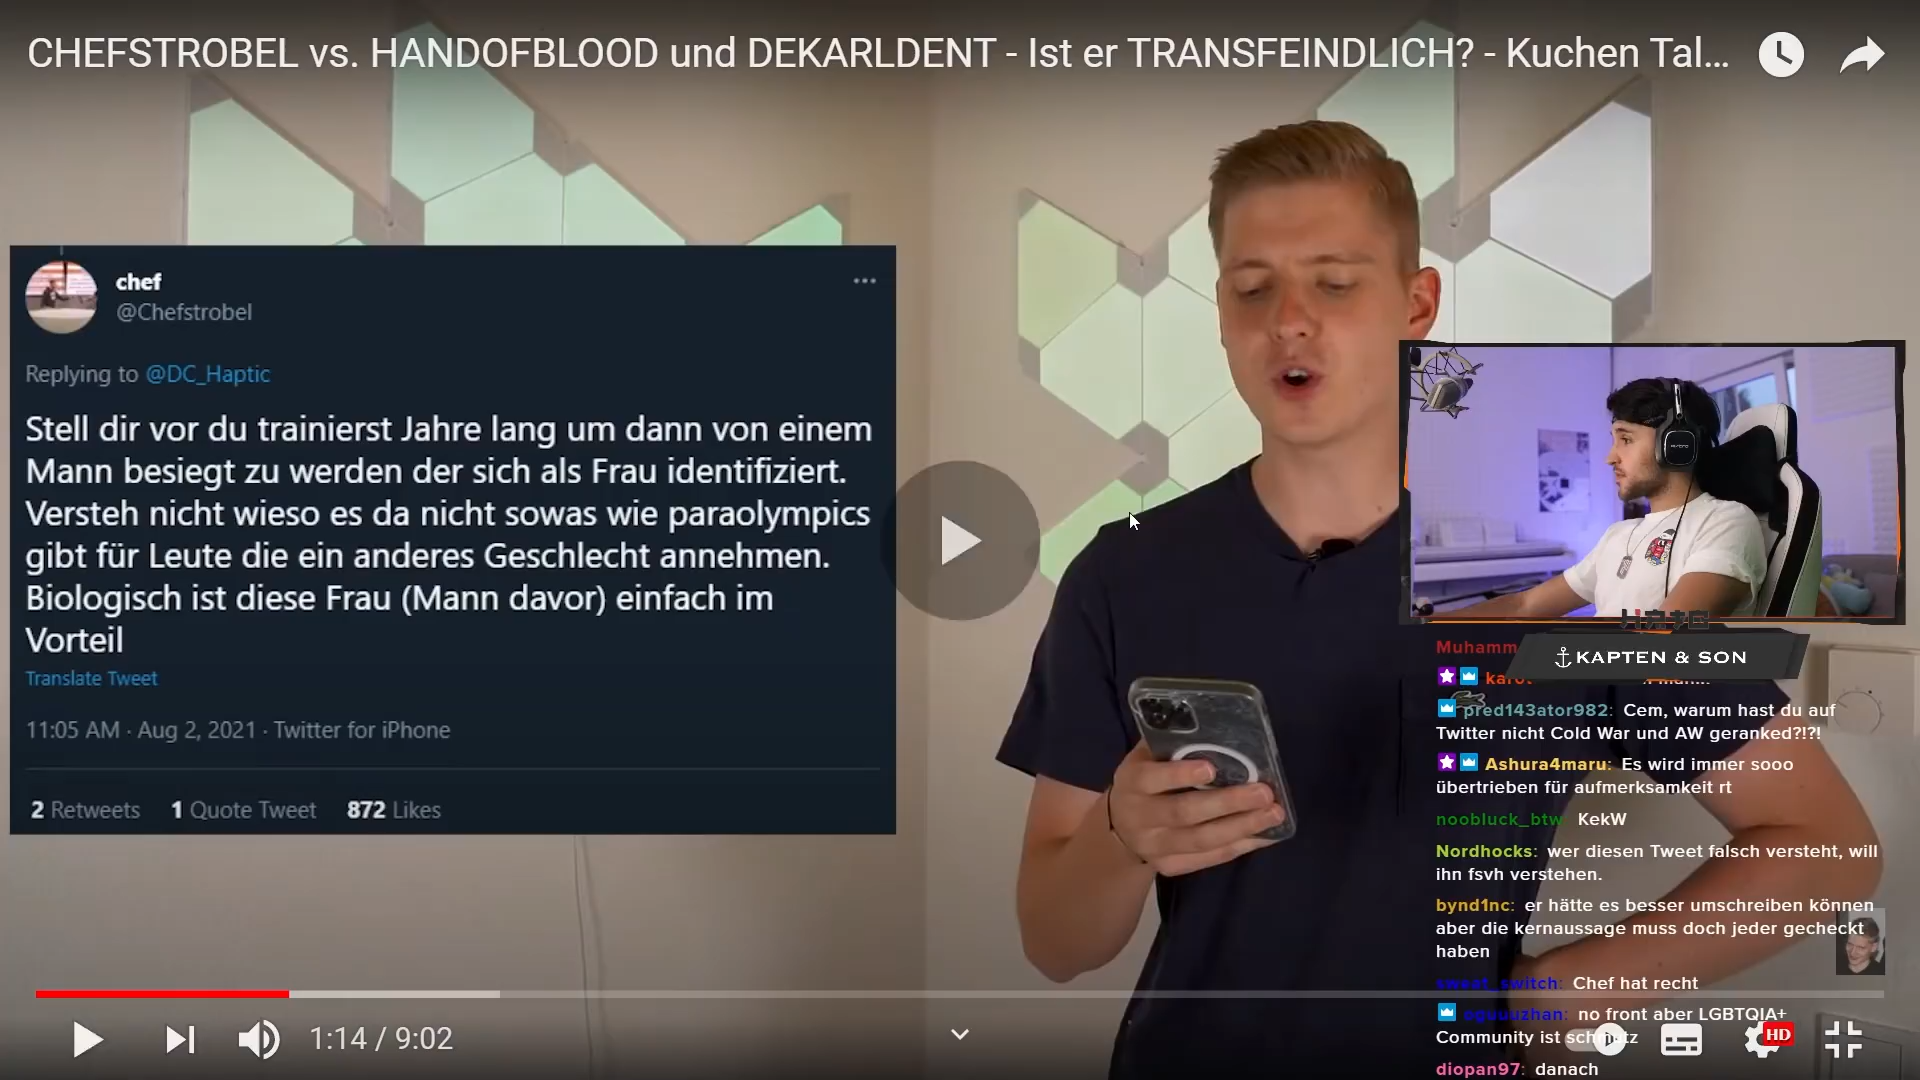 CHEFSTROBEL vs. HANDOFBLOOD und DEKARLDENT - Ist er TRANSFEINDLICH? - Kuchen Tal...
chef
@Chefstrobel
Replying to @DC_Haptic
Stell dir vor du trainierst Jahre lang um dann von einem
Mann besiegt zu werden der sich als Frau identifiziert.
Versteh nicht wieso es da nicht sowas wie paraolympics
gibt für Leute die ein anderes Geschlecht annehmen.
Biologisch ist diese Frau (Mann davor) einfach im
Vorteil
Translate Tweet
11:05 AM · Aug 2, 2021 · Twitter for iPhone
2 Retweets 1 Quote Tweet 872 Likes
KAPTEN & SON
Muhamm
pred143ator982: Cem, warum hast du auf
Twitter nicht Cold War und AW geranked?!?!
Ashura4maru: Es wird immer sooo
übertrieben für aufmerksamkeit rt
noobluck_btw: KekW
Nordhocks: wer diesen Tweet falsch versteht, will
ihn fsvh verstehen.
bynd1nc: er hätte es besser umschreiben können
aber die kernaussage muss doch jeder gecheckt
haben
sweat_switch: Chef hat recht
oguuuzhan: no front aber LGBTQIA+
Community ist
diopan97: danach
1:14 / 9:02
HD